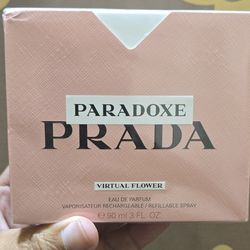 PARADOXE
PRADA
VIRTUAL FLOWER
EAU DE PARFUM
VAPORISATEUR RECHARGEABLE / REFILLABLE SPRAY
℮ 90 ml 3 FL. OZ.